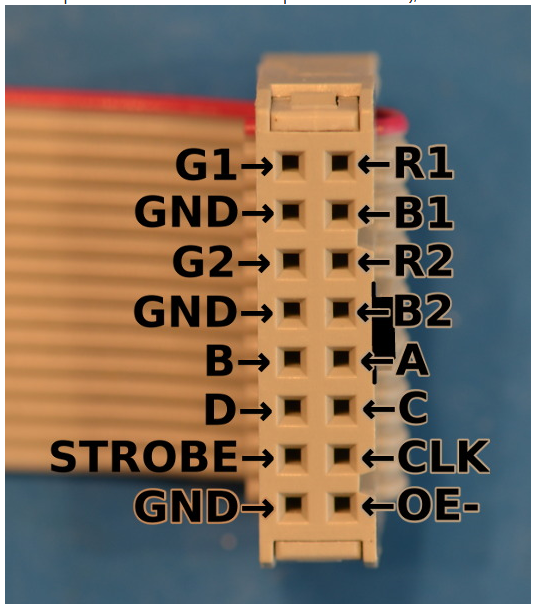 G1 R1
GND B1
G2 R2
GND B2
B A
D C
STROBE CLK
GND OE-